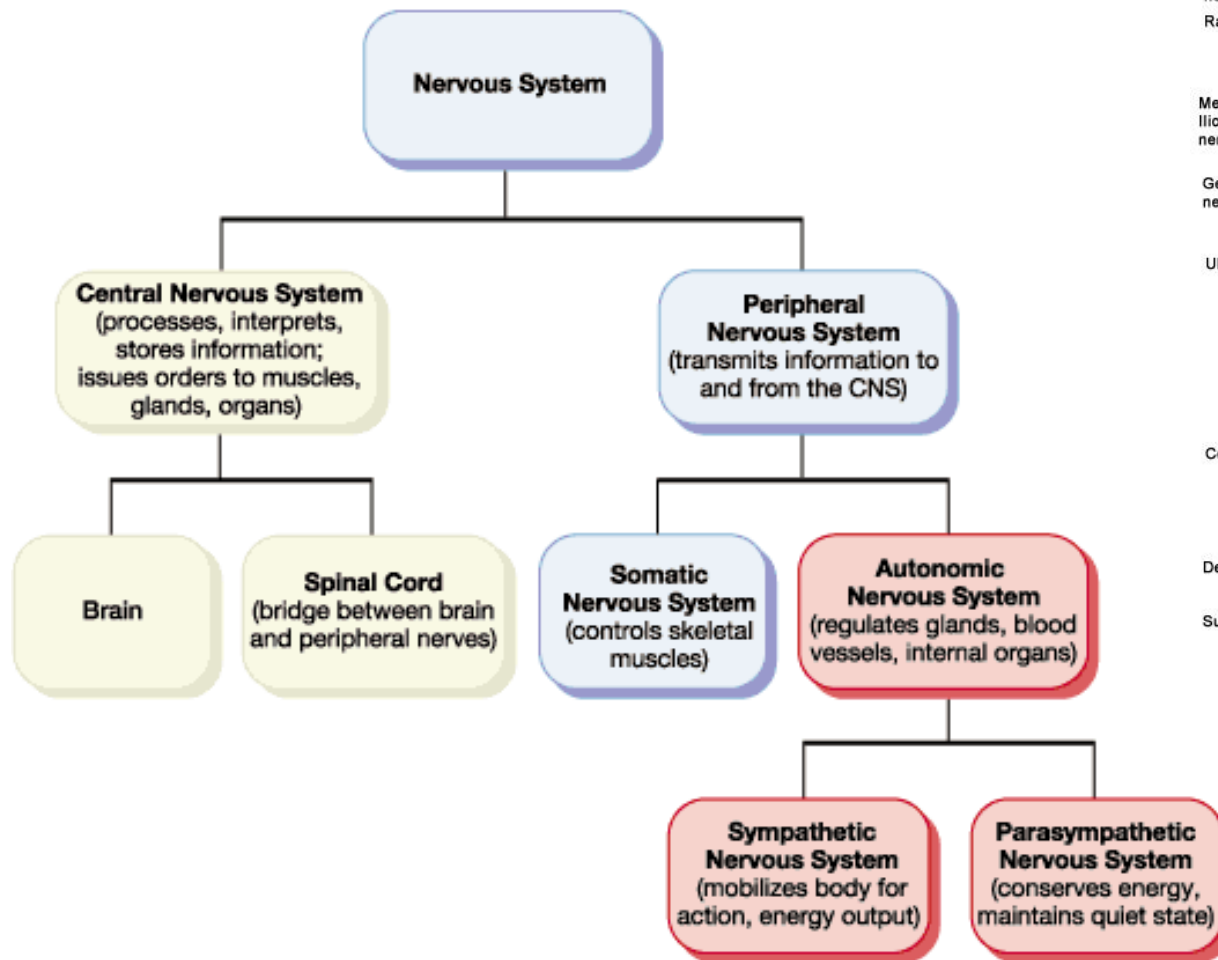 Nervous System
Central Nervous System
(processes, interprets,
stores information;
issues orders to muscles,
glands, organs)
Peripheral
Nervous System
(transmits information to
and from the CNS)
Brain
Spinal Cord
(bridge between brain
and peripheral nerves)
Somatic
Nervous System
(controls skeletal
muscles)
Autonomic
Nervous System
(regulates glands, blood
vessels, internal organs)
Sympathetic
Nervous System
(mobilizes body for
action, energy output)
Parasympathetic
Nervous System
(conserves energy,
maintains quiet state)